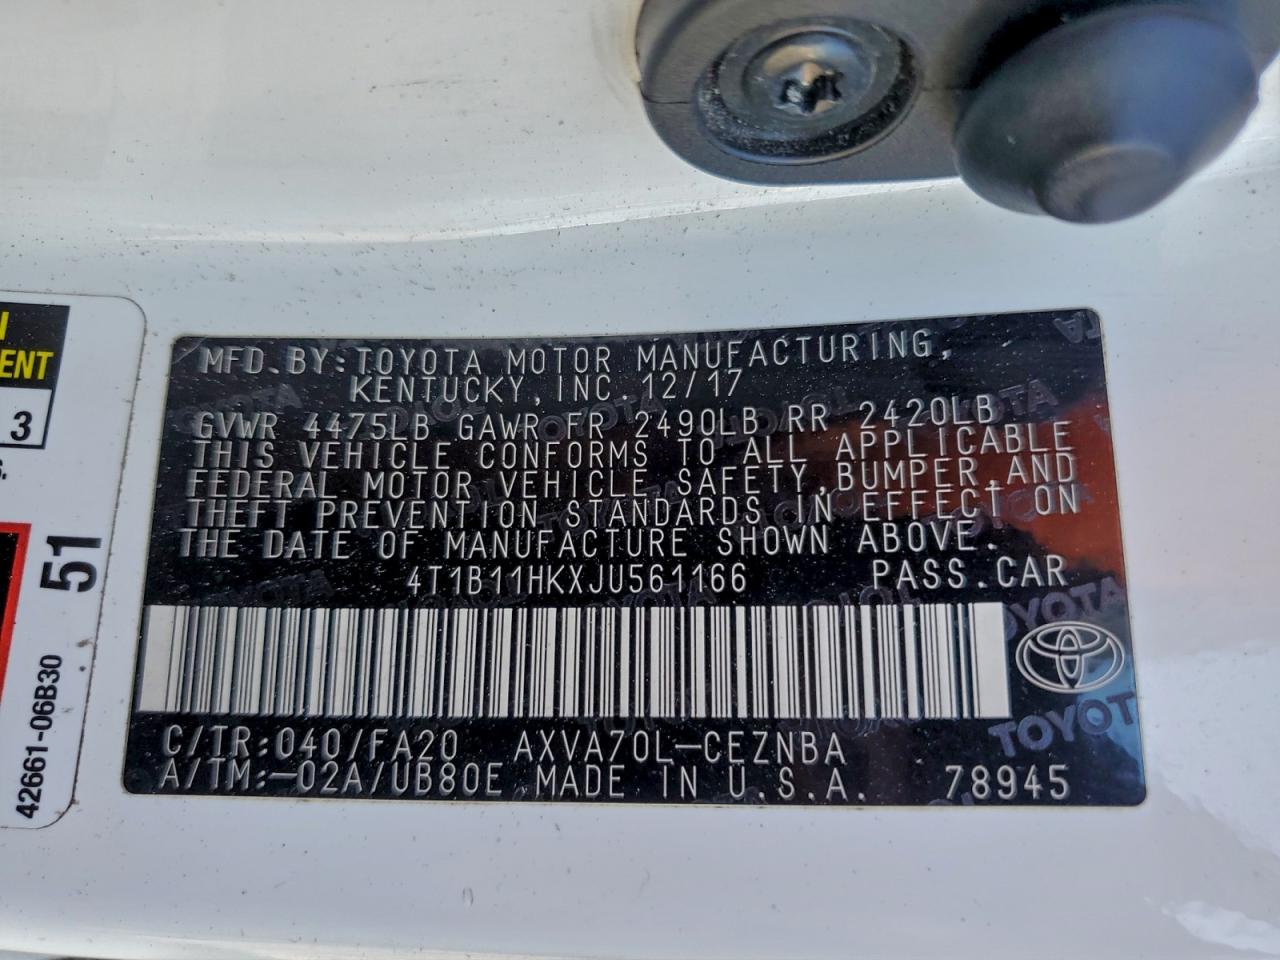 MFD.BY:TOYOTA MOTOR MANUFACTURING,
KENTUCKY,INC.12/17
GVWR 4475LB GAWR FR 2490LB RR 2420LB
THIS VEHICLE CONFORMS TO ALL APPLICABLE
FEDERAL MOTOR VEHICLE SAFETY,BUMPER,AND
THEFT PREVENTION STANDARDS IN EFFECT ON
THE DATE OF MANUFACTURE SHOWN ABOVE.
4T1B11HKXJU561166 PASS.CAR
C/TR:040/FA20 AXVA70L-CEZNBA
A/TM:-02A/UB80E MADE IN U.S.A. 78945
TOYOTA
ENT
3
51
42661-06B30